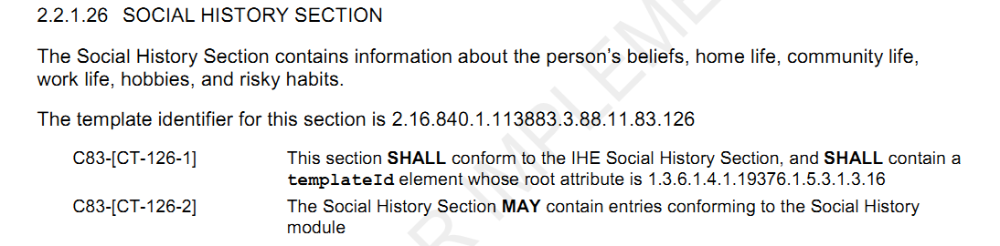 2.2.1.26 SOCIAL HISTORY SECTION
The Social History Section contains information about the person's beliefs, home life, community life,
work life, hobbies, and risky habits.
The template identifier for this section is 2.16.840.1.113883.3.88.11.83.126
C83-[CT-126-1] This section SHALL conform to the IHE Social History Section, and SHALL contain a
templateId element whose root attribute is 1.3.6.1.4.1.19376.1.5.3.1.3.16
C83-[CT-126-2] The Social History Section MAY contain entries conforming to the Social History
module